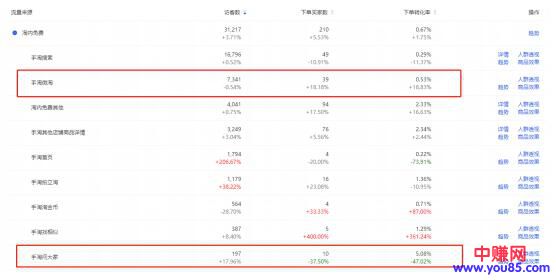 流量来源 访客数 下单买家数 下单转化率 操作
淘内免费 31,217 210 0.67% 趋势
+3.71% +5.53% +1.75%
手淘搜索 16,796 49 0.29% 详情 人群透视
+0.52% -10.91% -11.37% 趋势 商品效果
手淘微淘 7,341 39 0.53% 人群透视
-0.54% +18.18% +18.83% 趋势 商品效果
淘内免费其他 4,041 94 2.33% 详情 人群透视
+0.75% +17.50% +16.63% 趋势 商品效果
手淘其他店铺商品详情 3,249 76 2.34% 详情 人群透视
+3.04% +5.56% +2.44% 趋势 商品效果
手淘首页 1,794 4 0.22% 人群透视
+206.67% -20.00% -73.91% 趋势 商品效果
手淘拍立淘 1,179 16 1.36% 人群透视
+38.22% +23.08% -10.95% 趋势 商品效果
手淘淘金币 564 4 0.71% 人群透视
-28.70% +33.33% +87.00% 趋势 商品效果
手淘找相似 387 5 1.29% 人群透视
+8.40% +400.00% +361.24% 趋势 商品效果
手淘问大家 197 10 5.08% 人群透视
+17.96% -37.50% -47.02% 趋势 商品效果
中赚网
www.you85.com